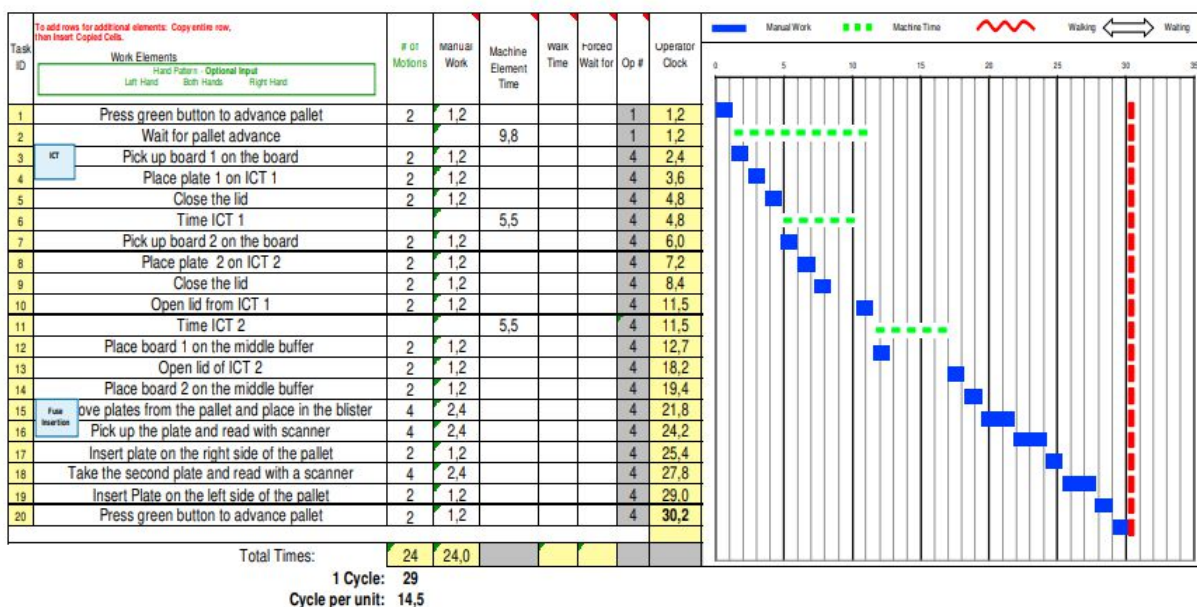 To add rows for additional elements: Copy entire row,
then Insert Copied Cells.
Task ID Work Elements # of Motions Manual Work Machine Element Time Walk Time Forced Wait for Op # Operator Clock
Hand Pattern - Optional Input
Left Hand Both Hands Right Hand
Manual Work Machine Time Walking Waiting
0 5 10 15 20 25 30 35
1 Press green button to advance pallet 2 1,2 1 1,2
2 Wait for pallet advance 9,8 1 1,2
ICT
3 Pick up board 1 on the board 2 1,2 4 2,4
4 Place plate 1 on ICT 1 2 1,2 4 3,6
5 Close the lid 2 1,2 4 4,8
6 Time ICT 1 5,5 4 4,8
7 Pick up board 2 on the board 2 1,2 4 6,0
8 Place plate 2 on ICT 2 2 1,2 4 7,2
9 Close the lid 2 1,2 4 8,4
10 Open lid from ICT 1 2 1,2 4 11,5
11 Time ICT 2 5,5 4 11,5
12 Place board 1 on the middle buffer 2 1,2 4 12,7
13 Open lid of ICT 2 2 1,2 4 18,2
14 Place board 2 on the middle buffer 2 1,2 4 19,4
Fuse Insertion
15 ove plates from the pallet and place in the blister 4 2,4 4 21,8
16 Pick up the plate and read with scanner 4 2,4 4 24,2
17 Insert plate on the right side of the pallet 2 1,2 4 25,4
18 Take the second plate and read with a scanner 4 2,4 4 27,8
19 Insert Plate on the left side of the pallet 2 1,2 4 29,0
20 Press green button to advance pallet 2 1,2 4 30,2
Total Times: 24 24,0
1 Cycle: 29
Cycle per unit: 14,5